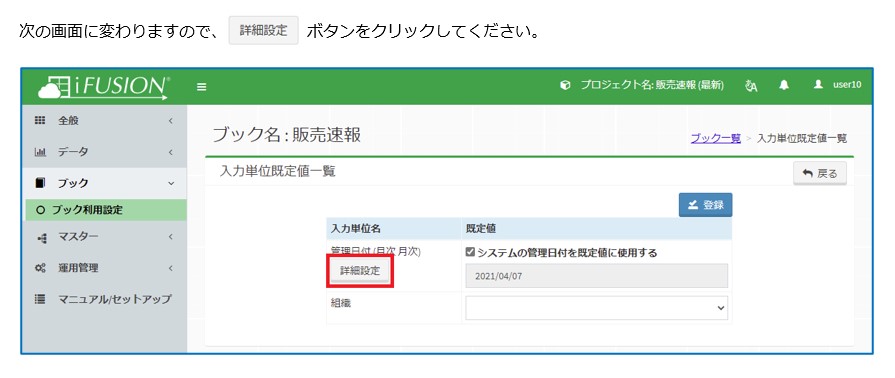 次の画面に変わりますので、 詳細設定 ボタンをクリックしてください。
iFUSION®
プロジェクト名: 販売速報 (最新)
user10
全般
データ
ブック
ブック利用設定
マスター
運用管理
マニュアル/セットアップ
ブック名 : 販売速報
ブック一覧 > 入力単位既定値一覧
入力単位既定値一覧
戻る
登録
入力単位名 既定値
管理日付 (月次 月次)
システムの管理日付を既定値に使用する
詳細設定
2021/04/07
組織